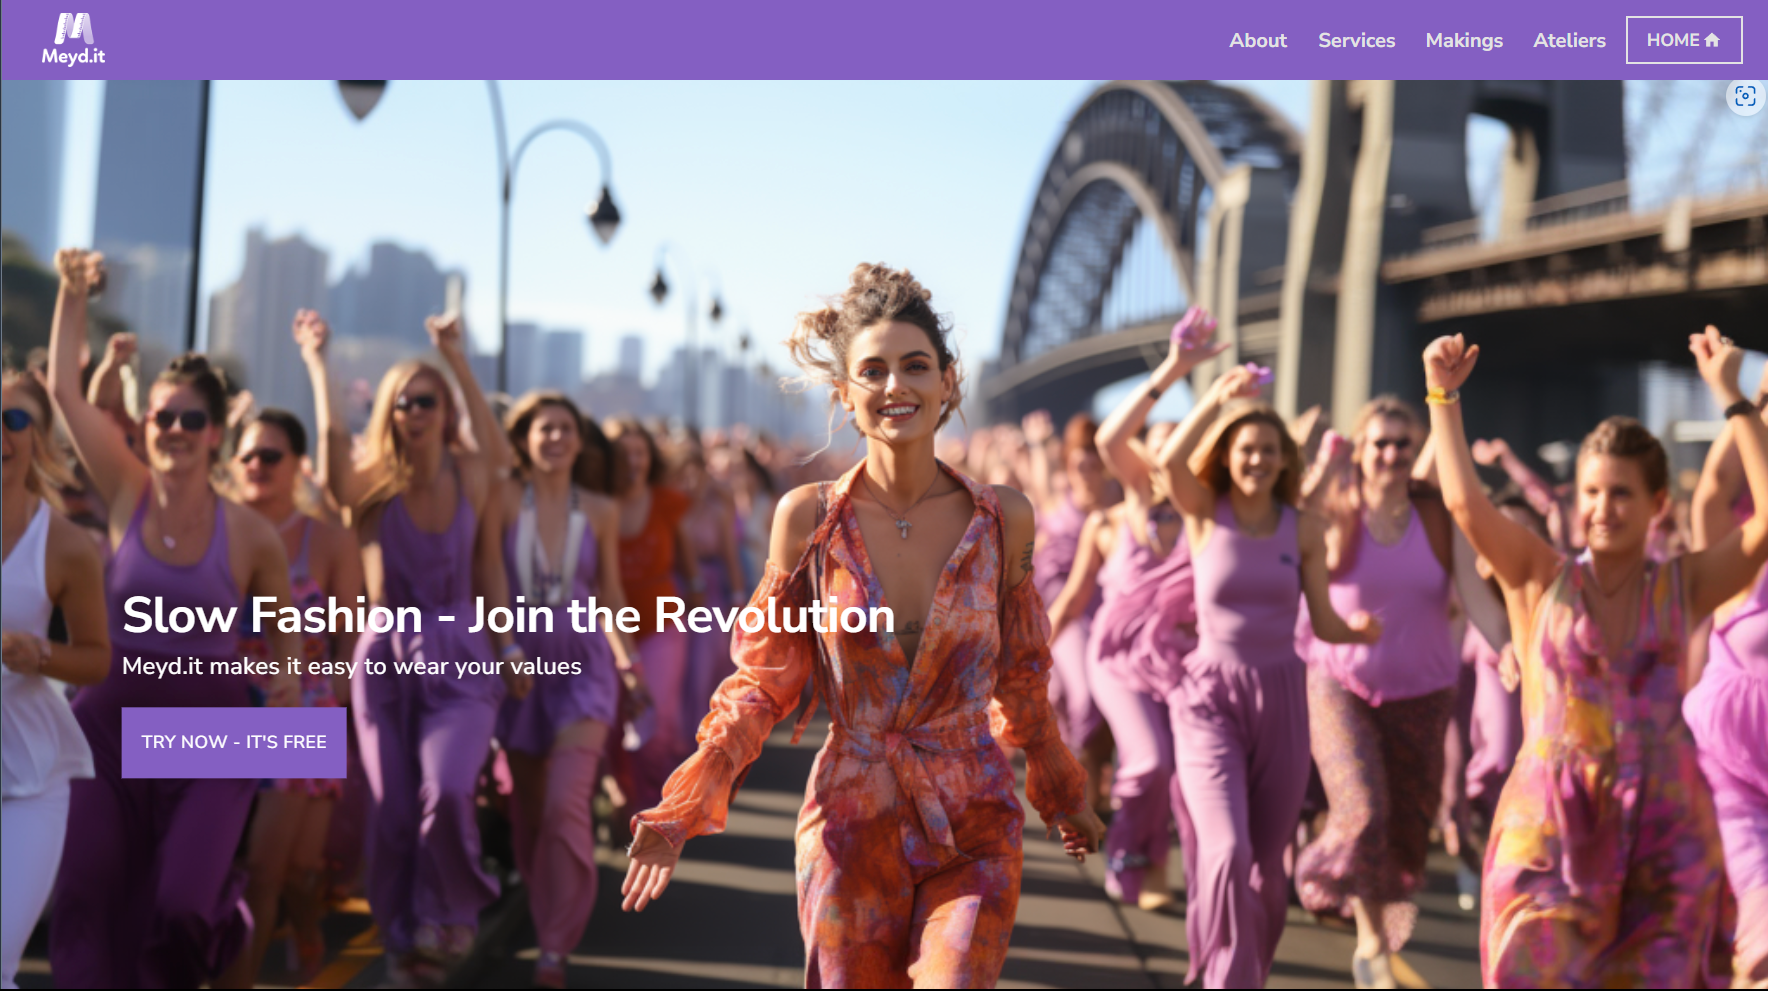 Meyd.it
About Services Makings Ateliers HOME
Slow Fashion - Join the Revolution
Meyd.it makes it easy to wear your values
TRY NOW - IT'S FREE